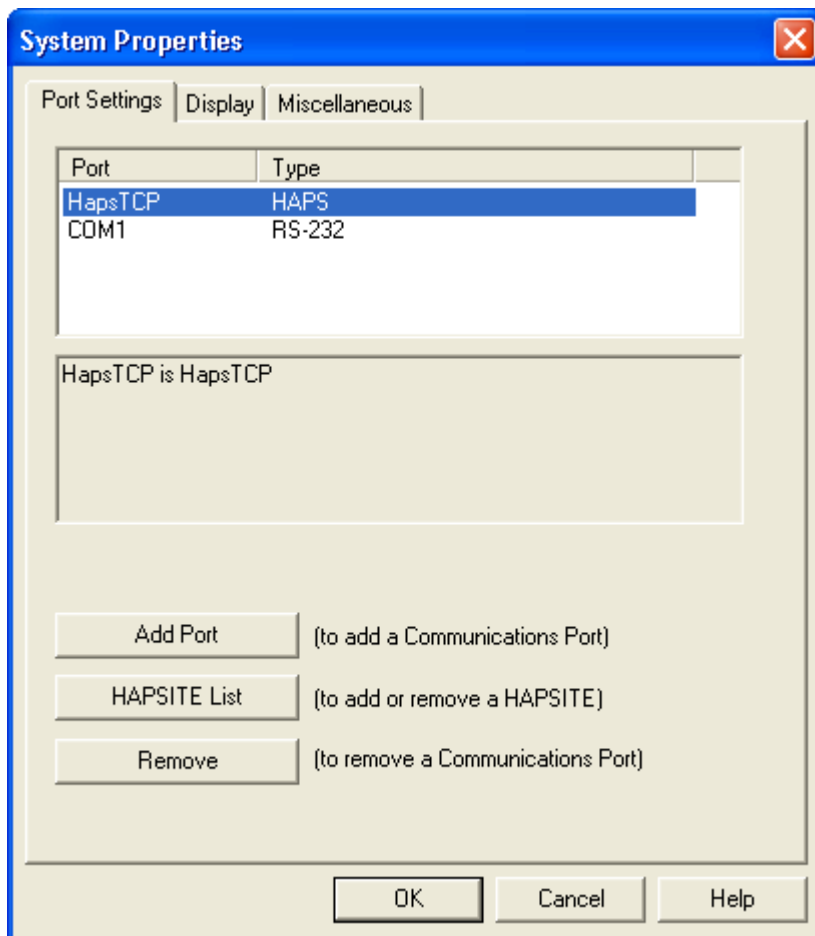 System Properties
Port Settings Display Miscellaneous
Port Type
HapsTCP HAPS
COM1 RS-232
HapsTCP is HapsTCP
Add Port (to add a Communications Port)
HAPSITE List (to add or remove a HAPSITE)
Remove (to remove a Communications Port)
OK Cancel Help